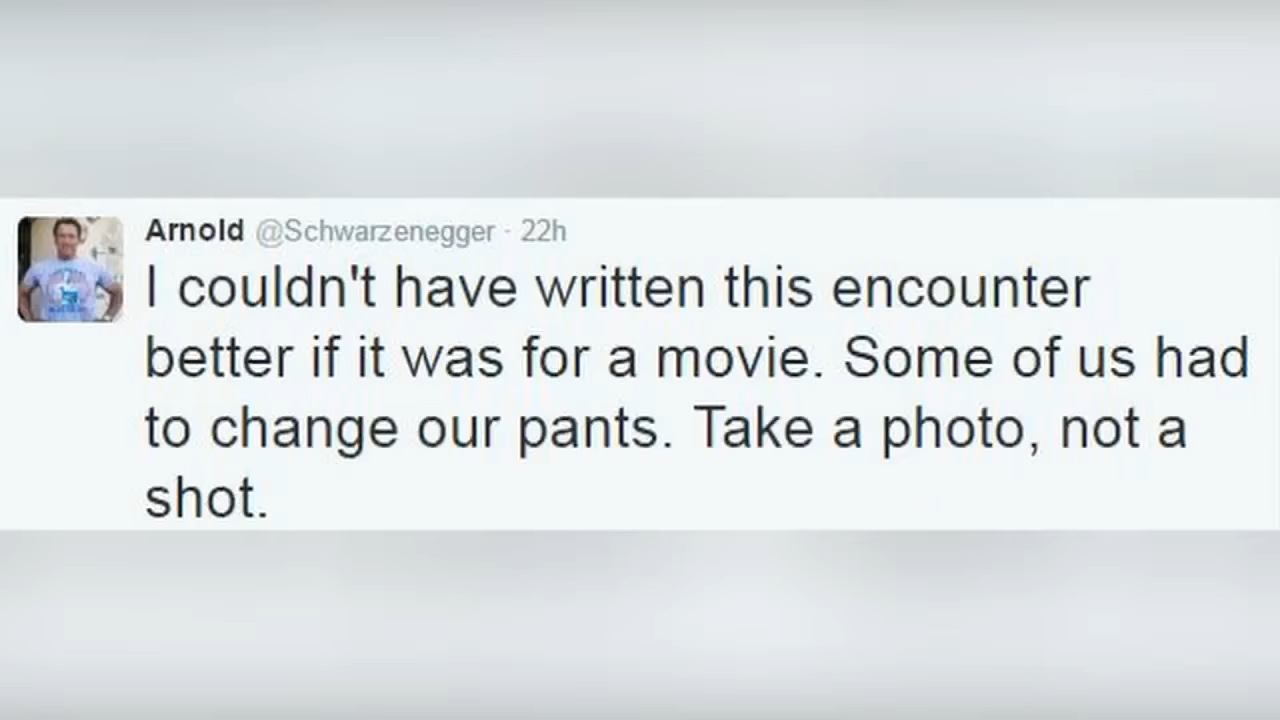 Arnold @Schwarzenegger · 22h
I couldn't have written this encounter
better if it was for a movie. Some of us had
to change our pants. Take a photo, not a
shot.